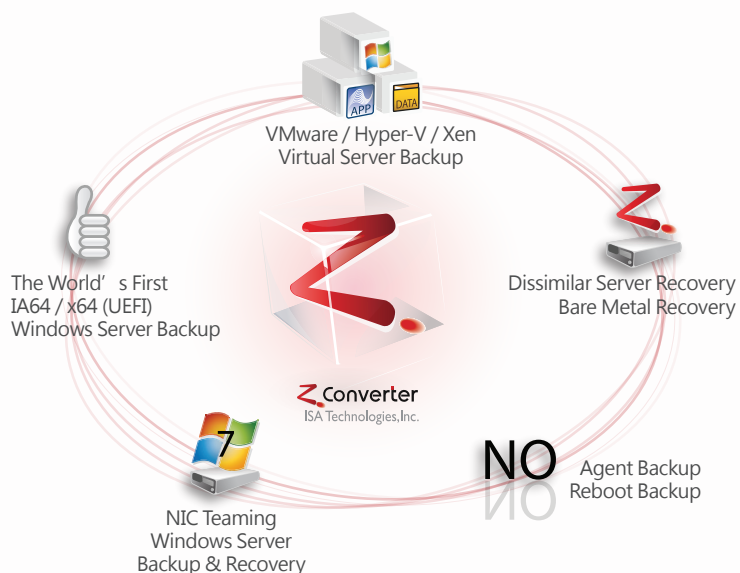 APP
DATA
VMware / Hyper-V / Xen
Virtual Server Backup
The World' s First
IA64 / x64 (UEFI)
Windows Server Backup
Z.
Dissimilar Server Recovery
Bare Metal Recovery
Z.
Z.Converter
ISA Technologies,Inc.
7
NIC Teaming
Windows Server
Backup & Recovery
NO
Agent Backup
Reboot Backup